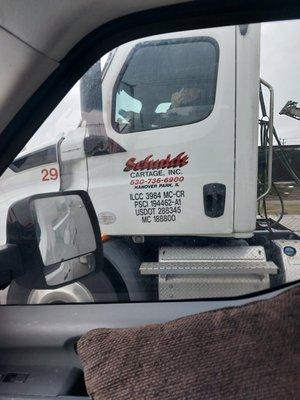 29
Schulde
CARTAGE, INC.
630-736-6900
HANOVER PARK, IL
ILCC 3984 MC-CR
PSCI 194462-A1
USDOT 288345
MC 188800